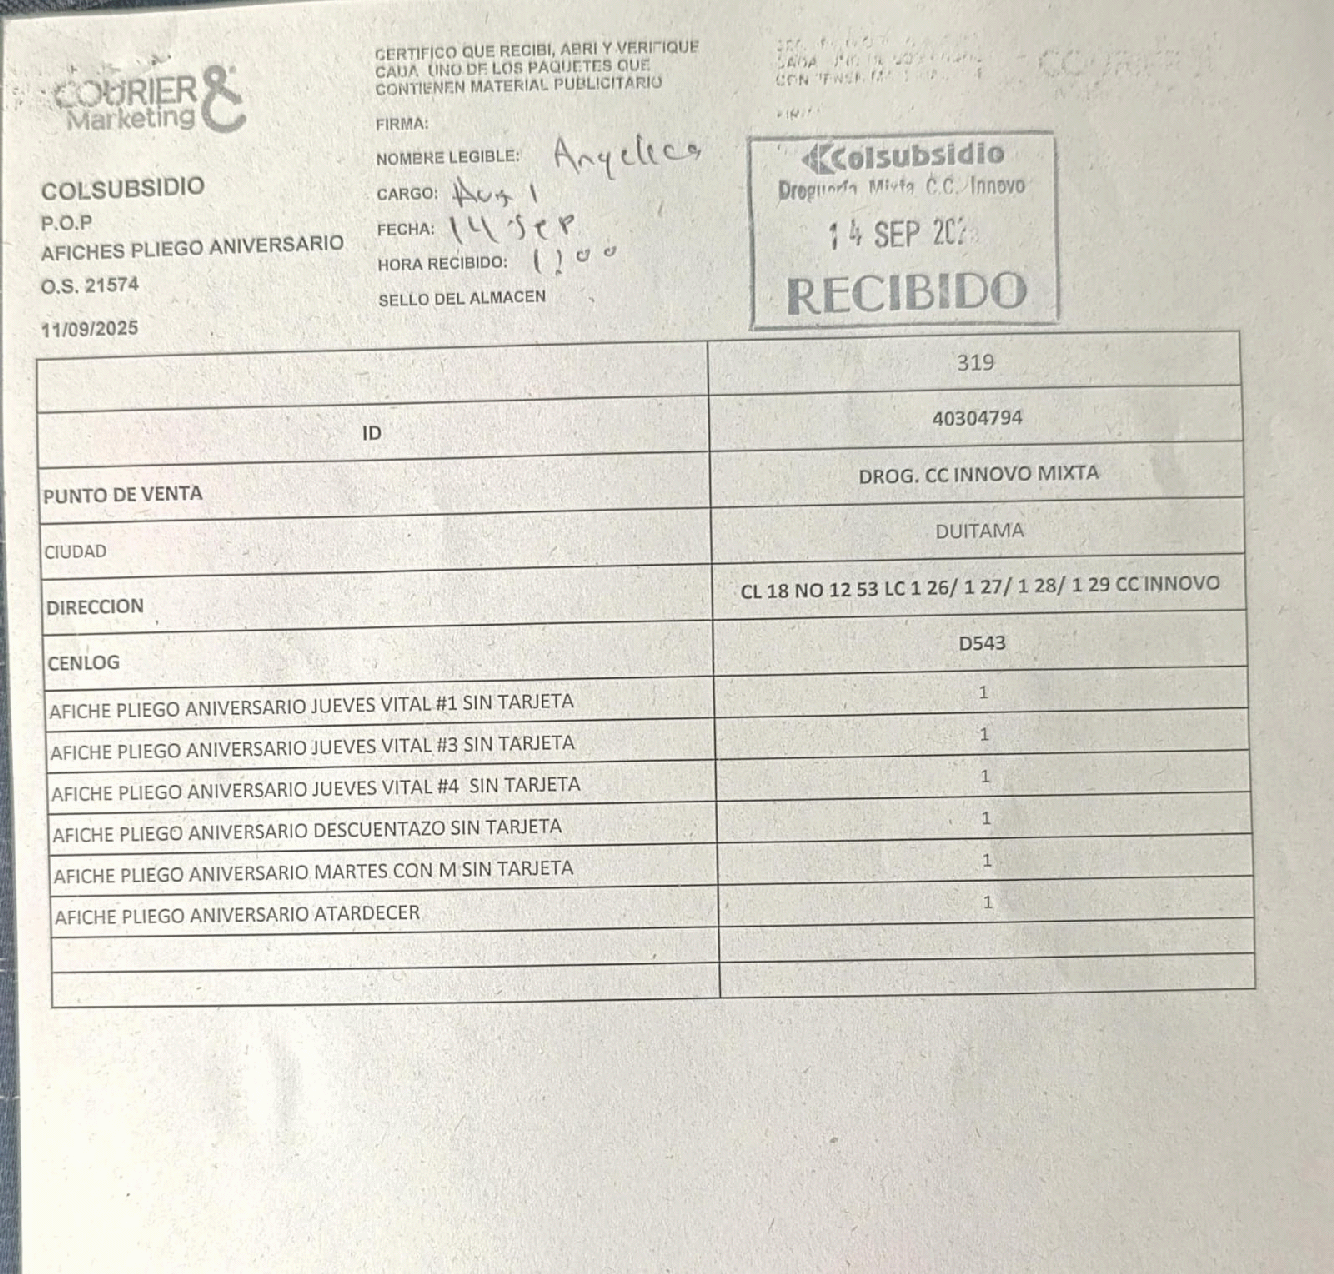 COURIER &
Marketing
COLSUBSIDIO
P.O.P
AFICHES PLIEGO ANIVERSARIO
O.S. 21574
11/09/2025
CERTIFICO QUE RECIBI, ABRI Y VERIFIQUE
CADA UNO DE LOS PAQUETES QUE
CONTIENEN MATERIAL PUBLICITARIO
FIRMA:
NOMBRE LEGIBLE: Angelica
CARGO: Aux 1
FECHA: 14 Sep
HORA RECIBIDO:
SELLO DEL ALMACEN
Colsubsidio
Droguería Mixta C.C. Innovo
14 SEP
RECIBIDO
319
ID 40304794
PUNTO DE VENTA DROG. CC INNOVO MIXTA
CIUDAD DUITAMA
DIRECCION CL 18 NO 12 53 LC 1 26/ 1 27/ 1 28/ 1 29 CC INNOVO
CENLOG D543
AFICHE PLIEGO ANIVERSARIO JUEVES VITAL #1 SIN TARJETA 1
AFICHE PLIEGO ANIVERSARIO JUEVES VITAL #3 SIN TARJETA 1
AFICHE PLIEGO ANIVERSARIO JUEVES VITAL #4 SIN TARJETA 1
AFICHE PLIEGO ANIVERSARIO DESCUENTAZO SIN TARJETA 1
AFICHE PLIEGO ANIVERSARIO MARTES CON M SIN TARJETA 1
AFICHE PLIEGO ANIVERSARIO ATARDECER 1